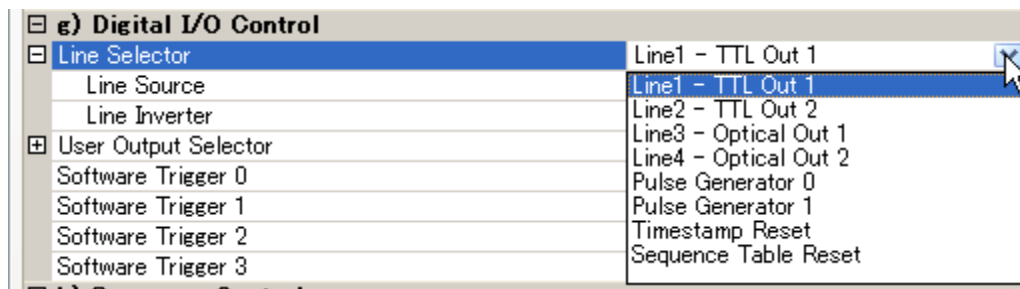 g) Digital I/O Control
Line Selector
Line1 - TTL Out 1
Line Source
Line1 - TTL Out 1
Line Inverter
Line2 - TTL Out 2
Line3 - Optical Out 1
User Output Selector
Line4 - Optical Out 2
Software Trigger 0
Pulse Generator 0
Software Trigger 1
Pulse Generator 1
Software Trigger 2
Timestamp Reset
Sequence Table Reset
Software Trigger 3